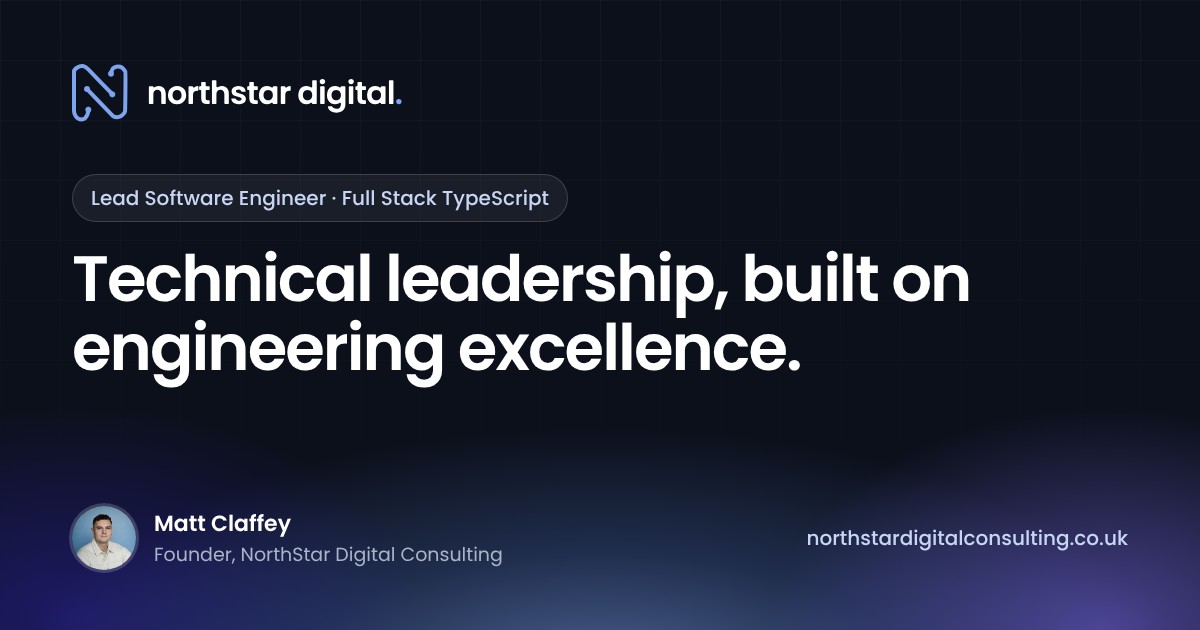 northstar digital.
Lead Software Engineer · Full Stack TypeScript
Technical leadership, built on
engineering excellence.
Matt Claffey
Founder, NorthStar Digital Consulting
northstardigitalconsulting.co.uk